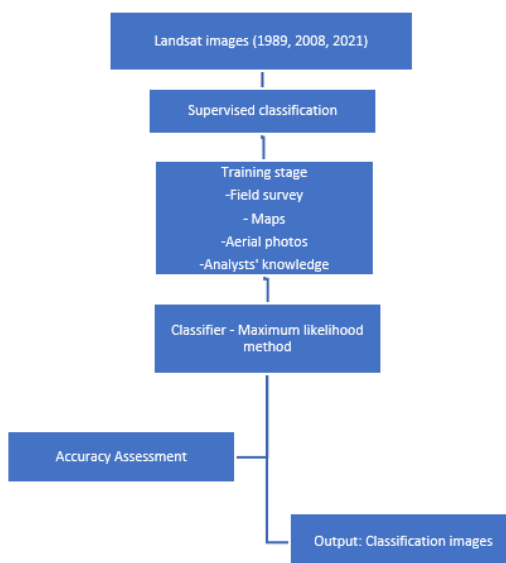 Landsat images (1989, 2008, 2021)
Supervised classification
Training stage
-Field survey
- Maps
-Aerial photos
-Analysts' knowledge
Classifier - Maximum likelihood
method
Accuracy Assessment
Output: Classification images